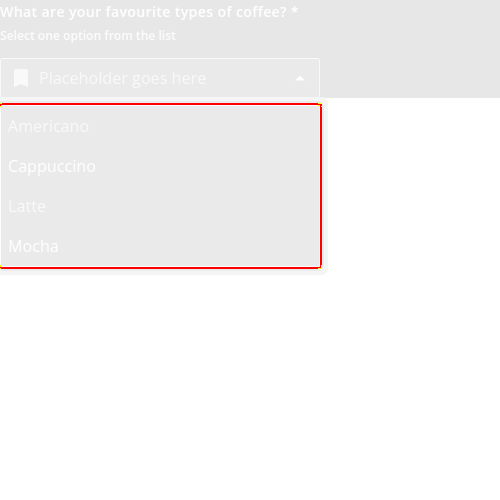 What are your favourite types of coffee? *
Select one option from the list
Placeholder goes here
Americano
Cappuccino
Latte
Mocha